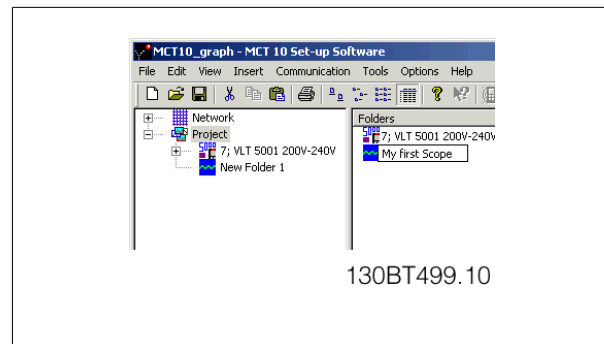 MCT10_graph - MCT 10 Set-up Software
File Edit View Insert Communication Tools Options Help
Network
Project
7; VLT 5001 200V-240V
New Folder 1
Folders
7; VLT 5001 200V-240V
My first Scope
130BT499.10